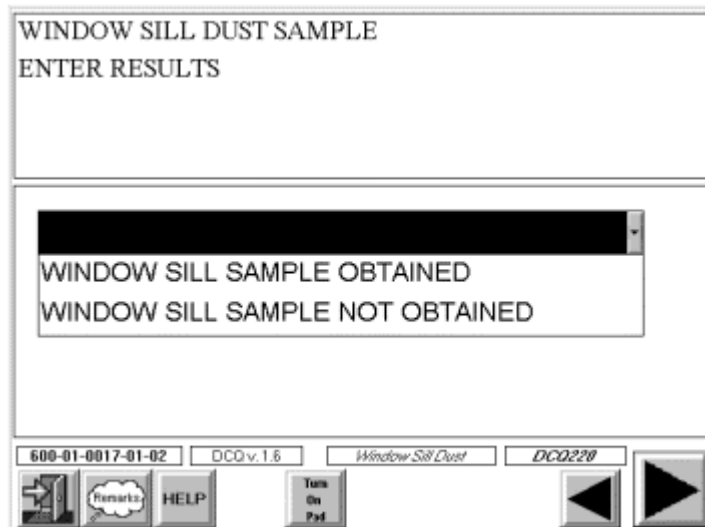 WINDOW SILL DUST SAMPLE
ENTER RESULTS
WINDOW SILL SAMPLE OBTAINED
WINDOW SILL SAMPLE NOT OBTAINED
600-01-0017-01-02 DCQ v. 1.6 Window Sill Dust DCQ220
Remarks HELP Turn
On
Pad